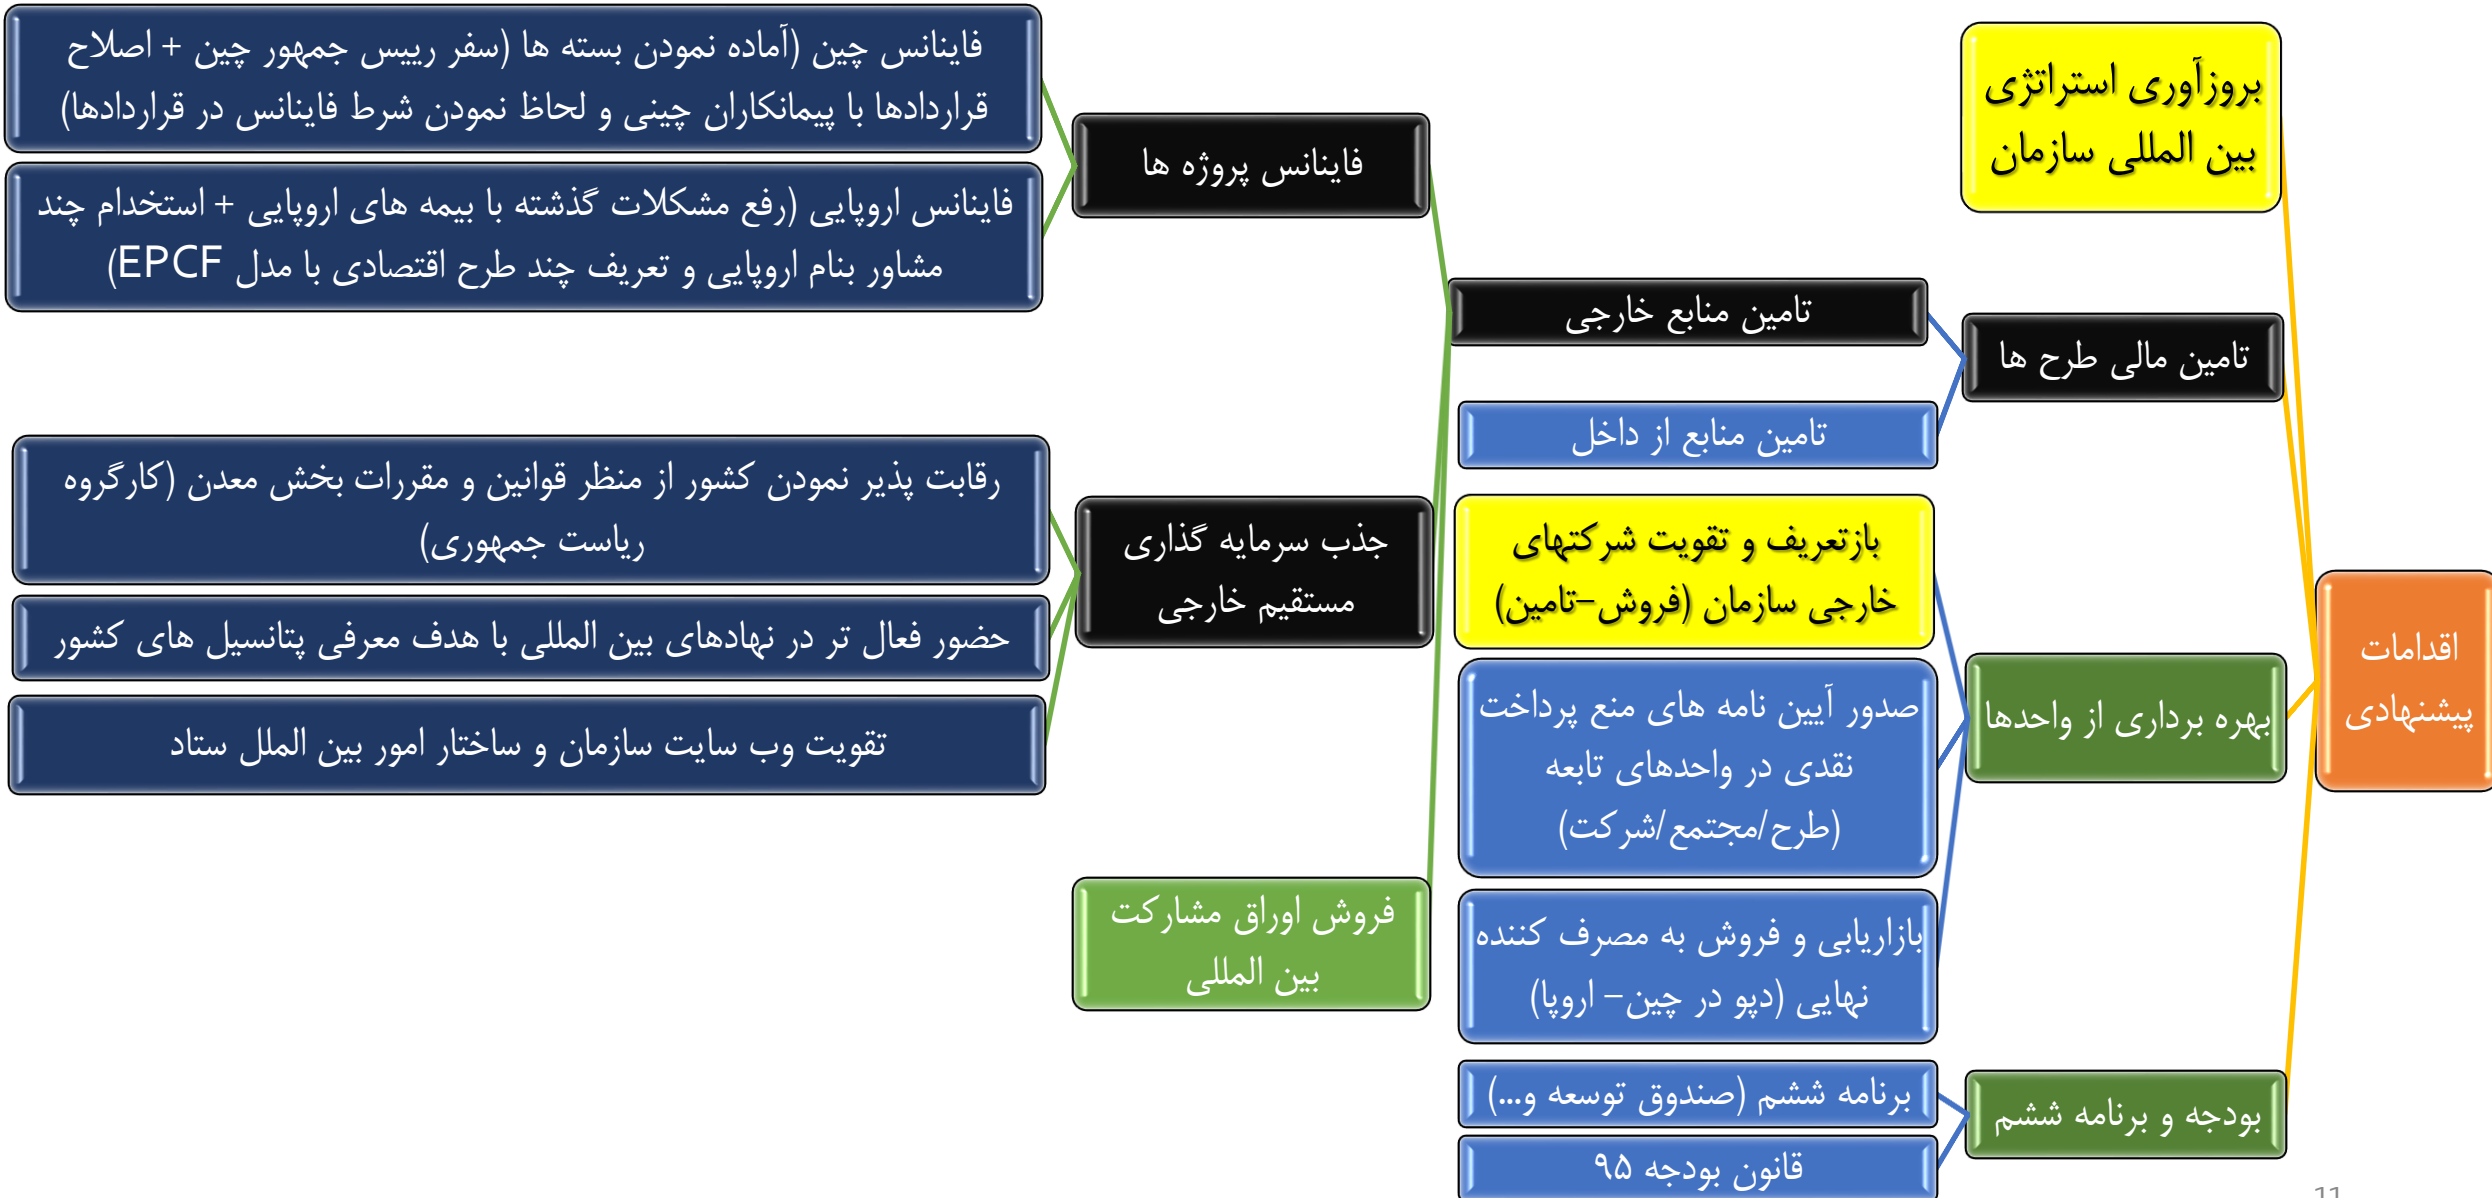 اقدامات
پیشنهادی
بروزآوری استراتژی
بین المللی سازمان
تامین مالی طرح ها
تامین منابع خارجی
فاینانس پروژه ها
فاینانس چین (آماده نمودن بسته ها (سفر رییس جمهور چین + اصلاح
قراردادها با پیمانکاران چینی و لحاظ نمودن شرط فاینانس در قراردادها)
فاینانس اروپایی (رفع مشکلات گذشته با بیمه های اروپایی + استخدام چند
مشاور بنام اروپایی و تعریف چند طرح اقتصادی با مدل EPCF)
جذب سرمایه گذاری
مستقیم خارجی
رقابت پذیر نمودن کشور از منظر قوانین و مقررات بخش معدن (کارگروه
ریاست جمهوری)
حضور فعال تر در نهادهای بین المللی با هدف معرفی پتانسیل های کشور
تقویت وب سایت سازمان و ساختار امور بین الملل ستاد
فروش اوراق مشارکت
بین المللی
تامین منابع از داخل
بهره برداری از واحدها
بازتعریف و تقویت شرکتهای
خارجی سازمان (فروش-تامین)
صدور آیین نامه های منع پرداخت
نقدی در واحدهای تابعه
(طرح/مجتمع/شرکت)
بازاریابی و فروش به مصرف کننده
نهایی (دپو در چین- اروپا)
بودجه و برنامه ششم
برنامه ششم (صندوق توسعه و...)
قانون بودجه ۹۵
11